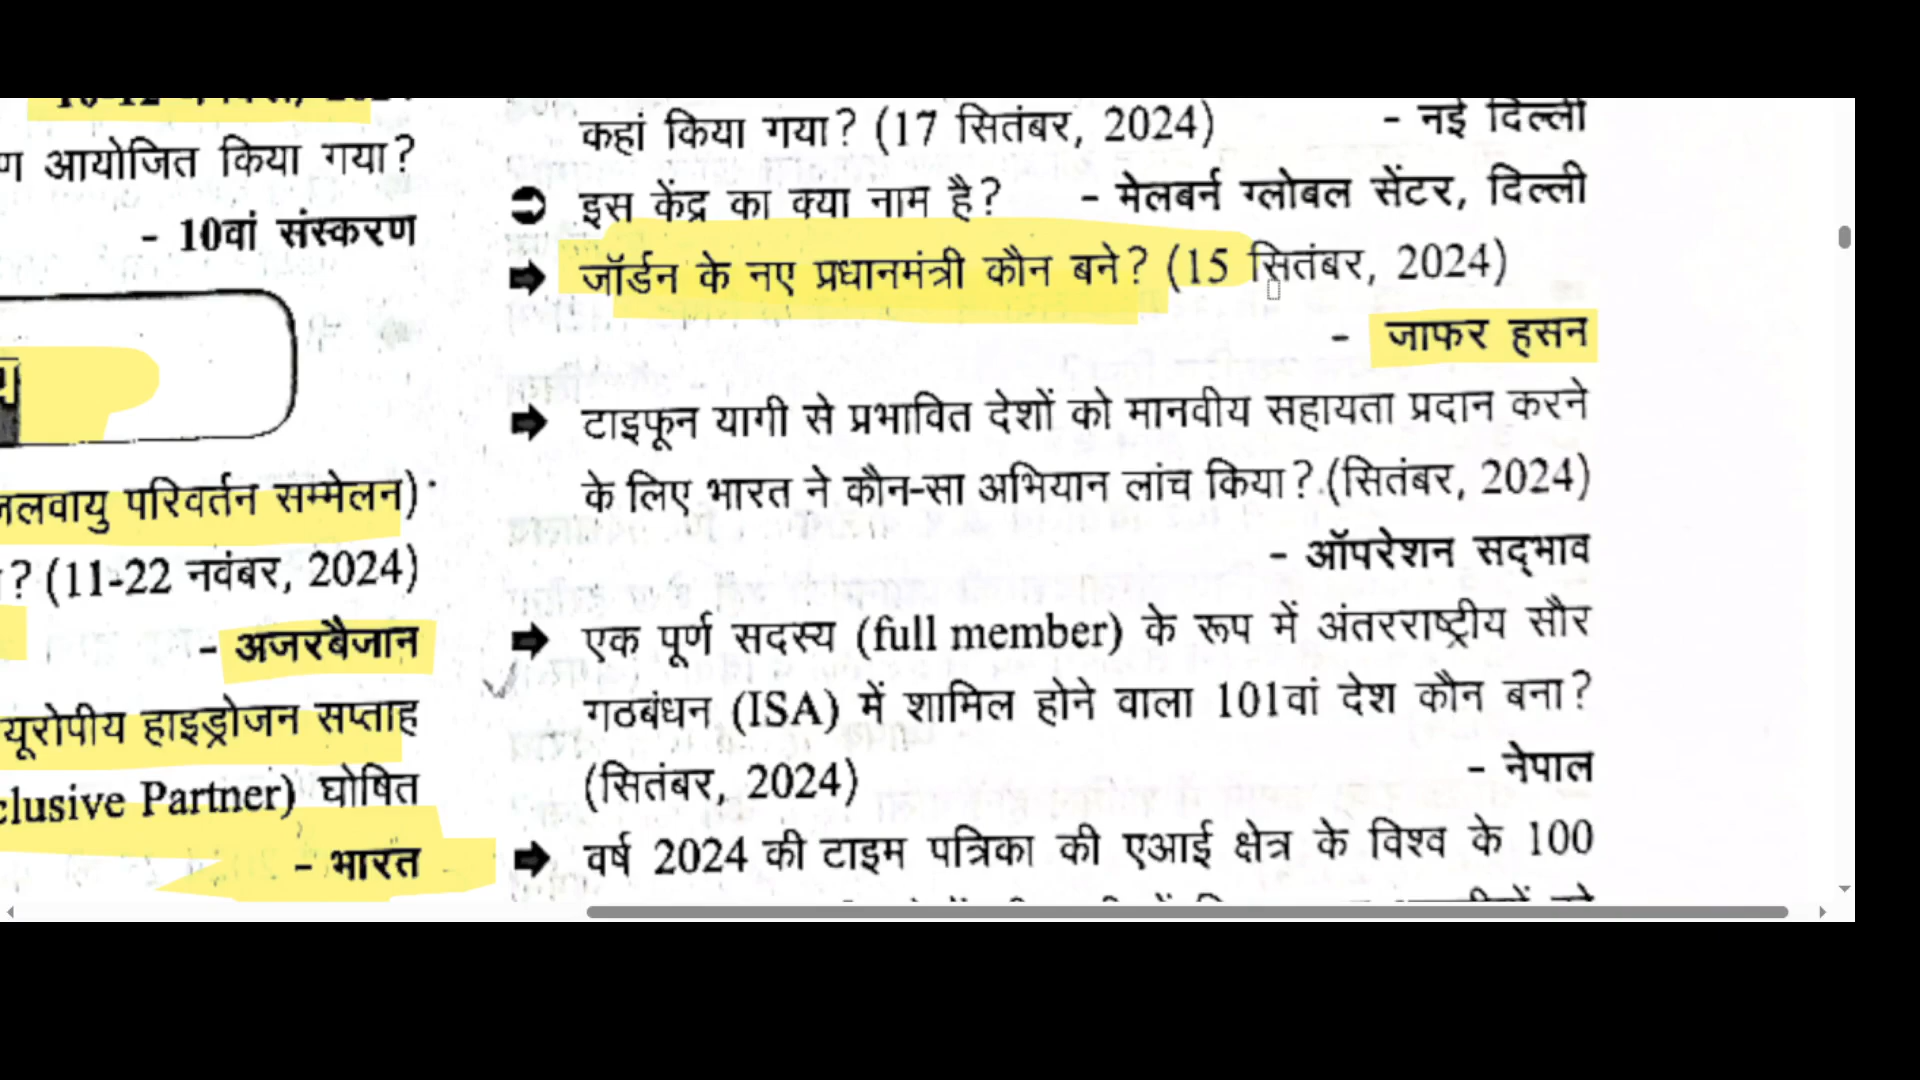 ण आयोजित किया गया?
- 10वां संस्करण
जलवायु परिवर्तन सम्मेलन)
? (11-22 नवंबर, 2024)
- अजरबैजान
यूरोपीय हाइड्रोजन सप्ताह
clusive Partner) घोषित
- भारत
कहां किया गया? (17 सितंबर, 2024) - नई दिल्ली
इस केंद्र का क्या नाम है? - मेलबर्न ग्लोबल सेंटर, दिल्ली
जॉर्डन के नए प्रधानमंत्री कौन बने? (15 सितंबर, 2024)
- जाफर हसन
टाइफून यागी से प्रभावित देशों को मानवीय सहायता प्रदान करने
के लिए भारत ने कौन-सा अभियान लांच किया? (सितंबर, 2024)
- ऑपरेशन सद्‌भाव
एक पूर्ण सदस्य (full member) के रूप में अंतरराष्ट्रीय सौर
गठबंधन (ISA) में शामिल होने वाला 101वां देश कौन बना?
(सितंबर, 2024) - नेपाल
वर्ष 2024 की टाइम पत्रिका की एआई क्षेत्र के विश्व के 100